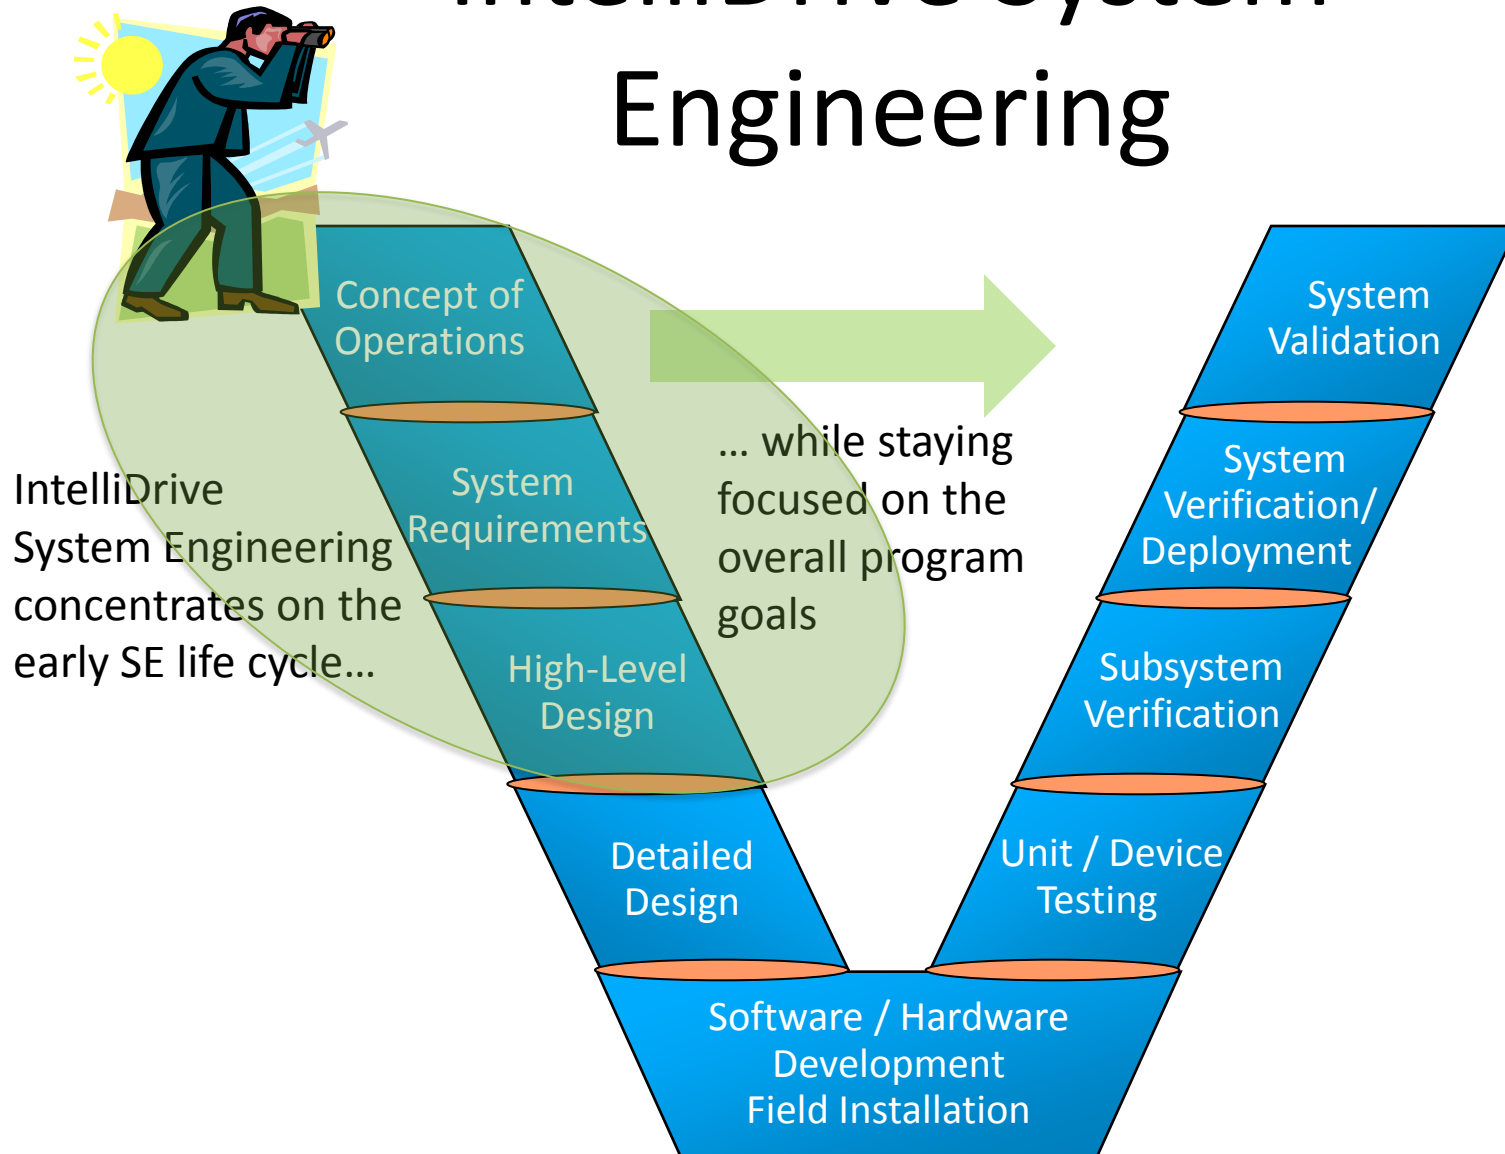 IntelliDrive System
Engineering
Concept of
Operations
System
Requirements
High-Level
Design
Detailed
Design
Software / Hardware
Development
Field Installation
Unit / Device
Testing
Subsystem
Verification
System
Verification/
Deployment
System
Validation
IntelliDrive
System Engineering
concentrates on the
early SE life cycle…
… while staying
focused on the
overall program
goals